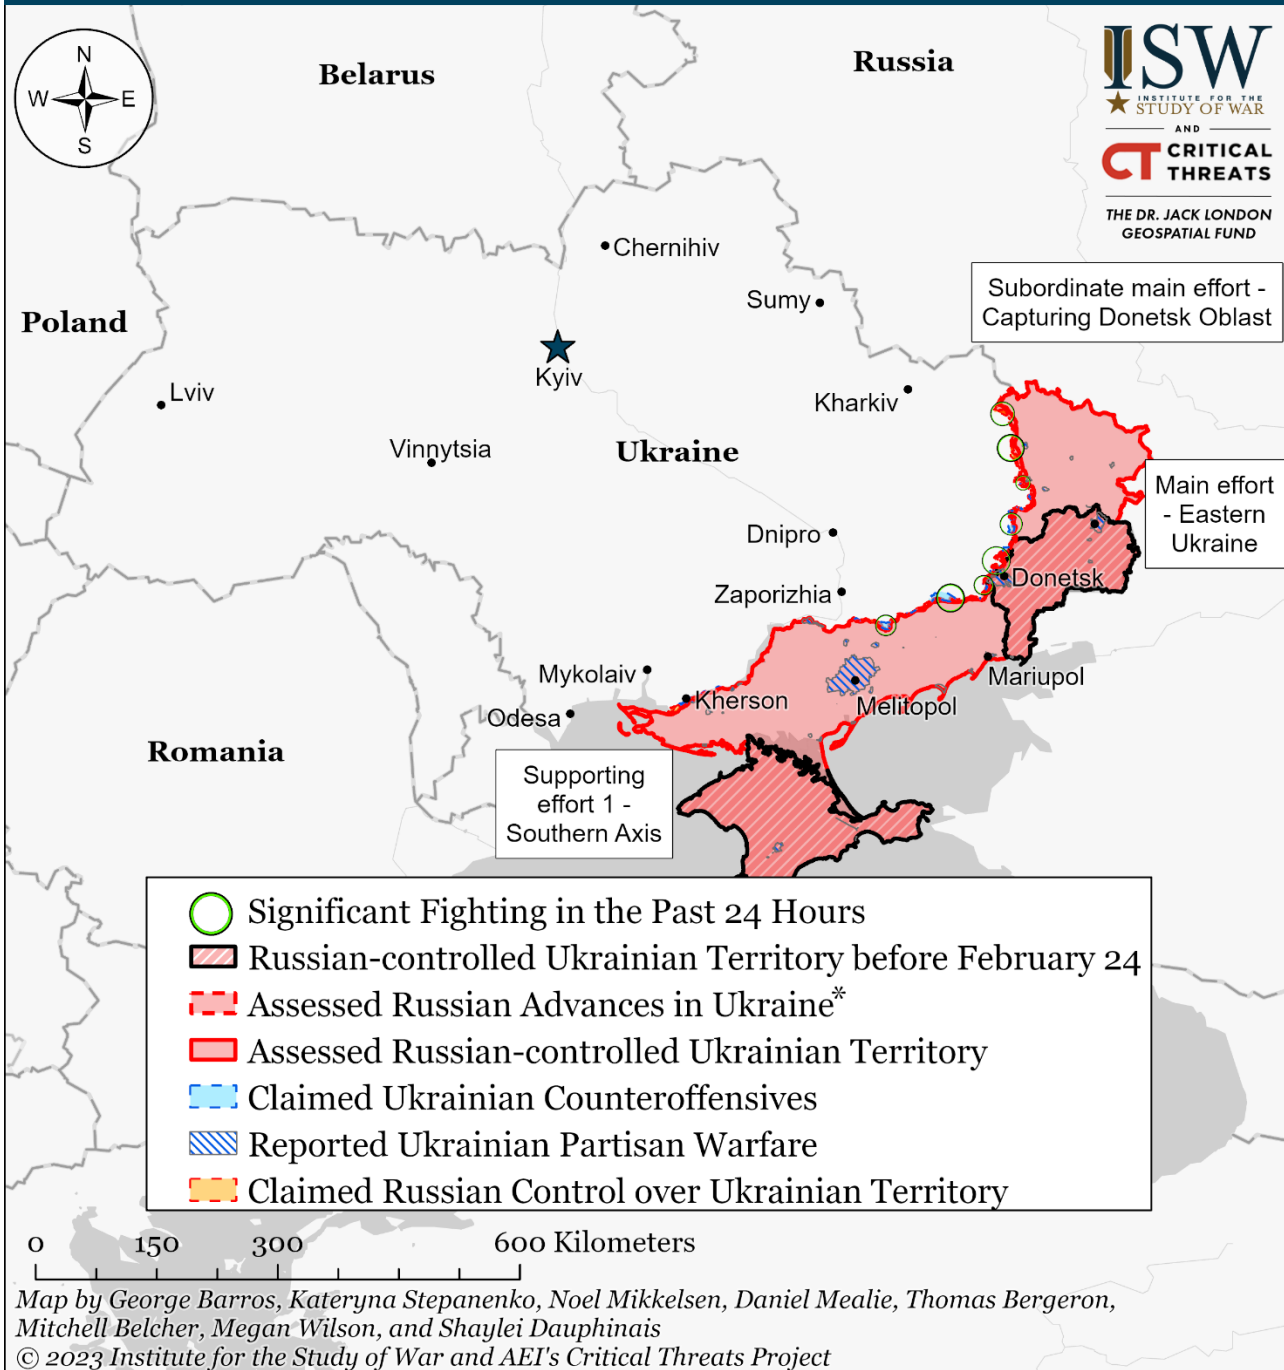 N
W
E
S
Belarus
Russia
ISW
INSTITUTE FOR THE
STUDY OF WAR
AND
CT CRITICAL
THREATS
THE DR. JACK LONDON
GEOSPATIAL FUND
Chernihiv
Subordinate main effort -
Capturing Donetsk Oblast
Sumy
Poland
Kyiv
Lviv
Kharkiv
Vinnytsia
Ukraine
Main effort
- Eastern
Ukraine
Dnipro
Donetsk
Zaporizhia
Mykolaiv
Mariupol
Kherson
Melitopol
Odesa
Romania
Supporting
effort 1 -
Southern Axis
Significant Fighting in the Past 24 Hours
Russian-controlled Ukrainian Territory before February 24
Assessed Russian Advances in Ukraine*
Assessed Russian-controlled Ukrainian Territory
Claimed Ukrainian Counteroffensives
Reported Ukrainian Partisan Warfare
Claimed Russian Control over Ukrainian Territory
0 150 300 600 Kilometers
Map by George Barros, Kateryna Stepanenko, Noel Mikkelsen, Daniel Mealie, Thomas Bergeron,
Mitchell Belcher, Megan Wilson, and Shaylei Dauphinais
© 2023 Institute for the Study of War and AEI's Critical Threats Project